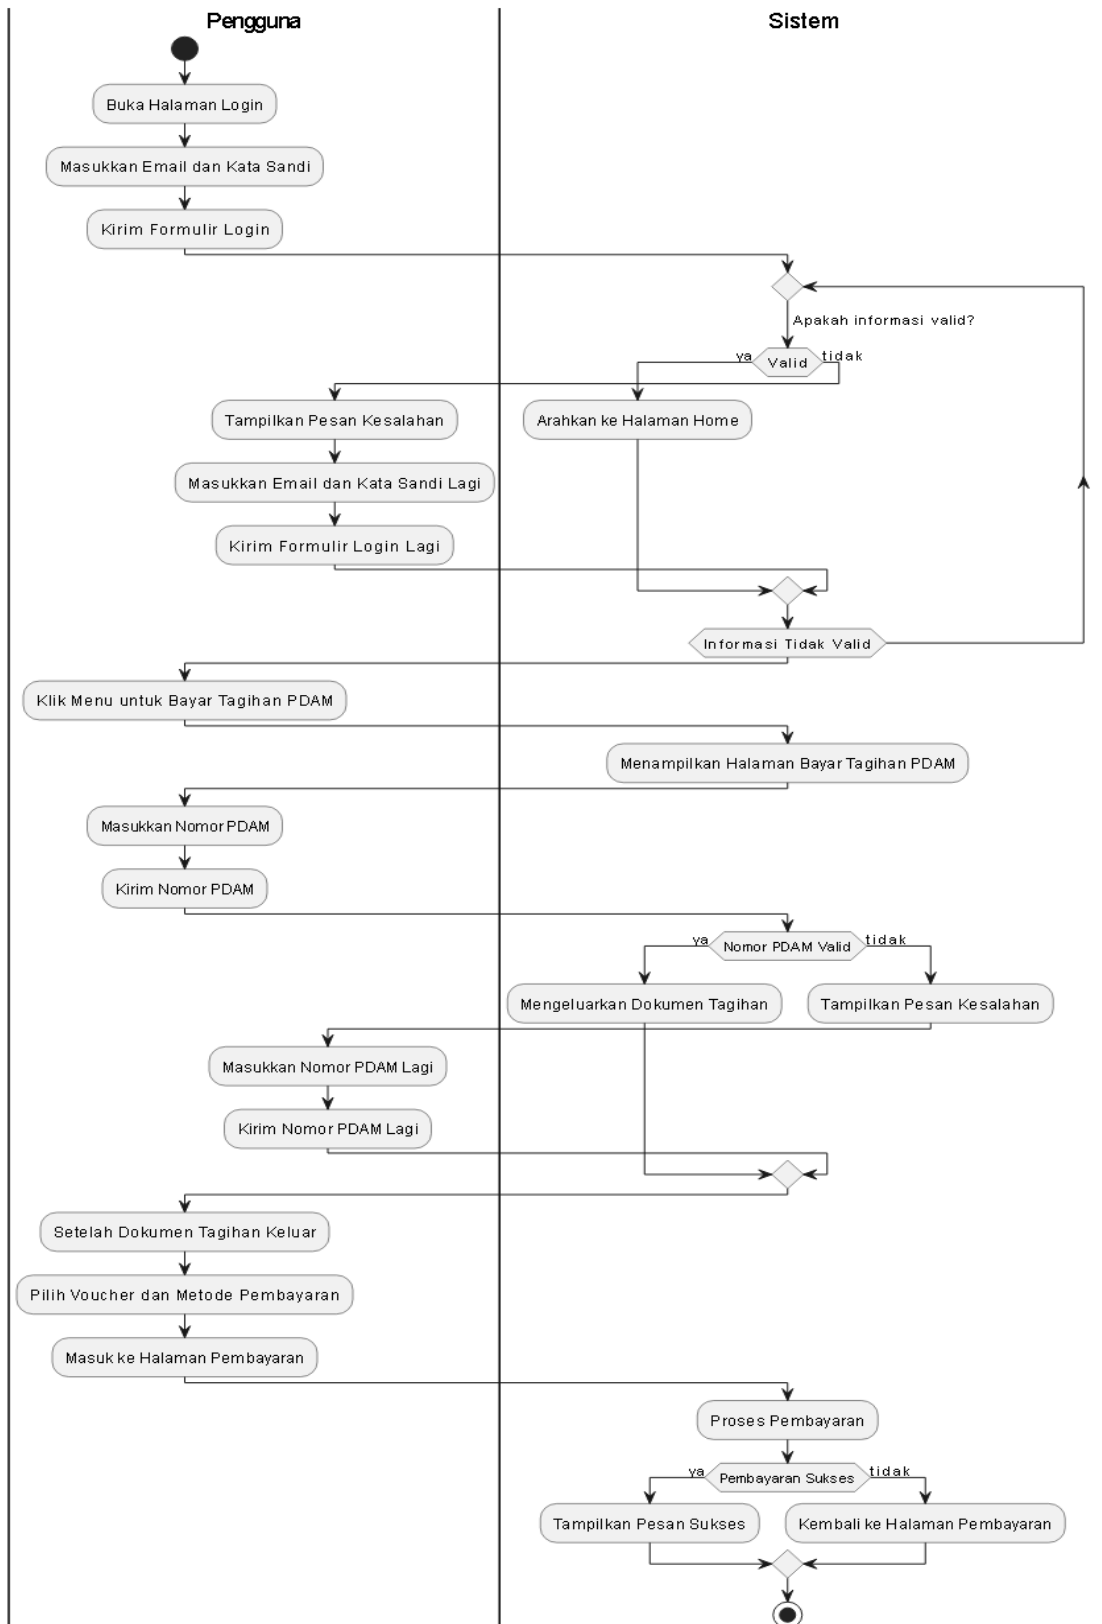 Pengguna
Sistem
Buka Halaman Login
Masukkan Email dan Kata Sandi
Kirim Formulir Login
Apakah informasi valid?
ya
Valid
tidak
Tampilkan Pesan Kesalahan
Arahkan ke Halaman Home
Masukkan Email dan Kata Sandi Lagi
Kirim Formulir Login Lagi
Informasi Tidak Valid
Klik Menu untuk Bayar Tagihan PDAM
Menampilkan Halaman Bayar Tagihan PDAM
Masukkan Nomor PDAM
Kirim Nomor PDAM
ya
Nomor PDAM Valid
tidak
Mengeluarkan Dokumen Tagihan
Tampilkan Pesan Kesalahan
Masukkan Nomor PDAM Lagi
Kirim Nomor PDAM Lagi
Setelah Dokumen Tagihan Keluar
Pilih Voucher dan Metode Pembayaran
Masuk ke Halaman Pembayaran
Proses Pembayaran
ya
Pembayaran Sukses
tidak
Tampilkan Pesan Sukses
Kembali ke Halaman Pembayaran